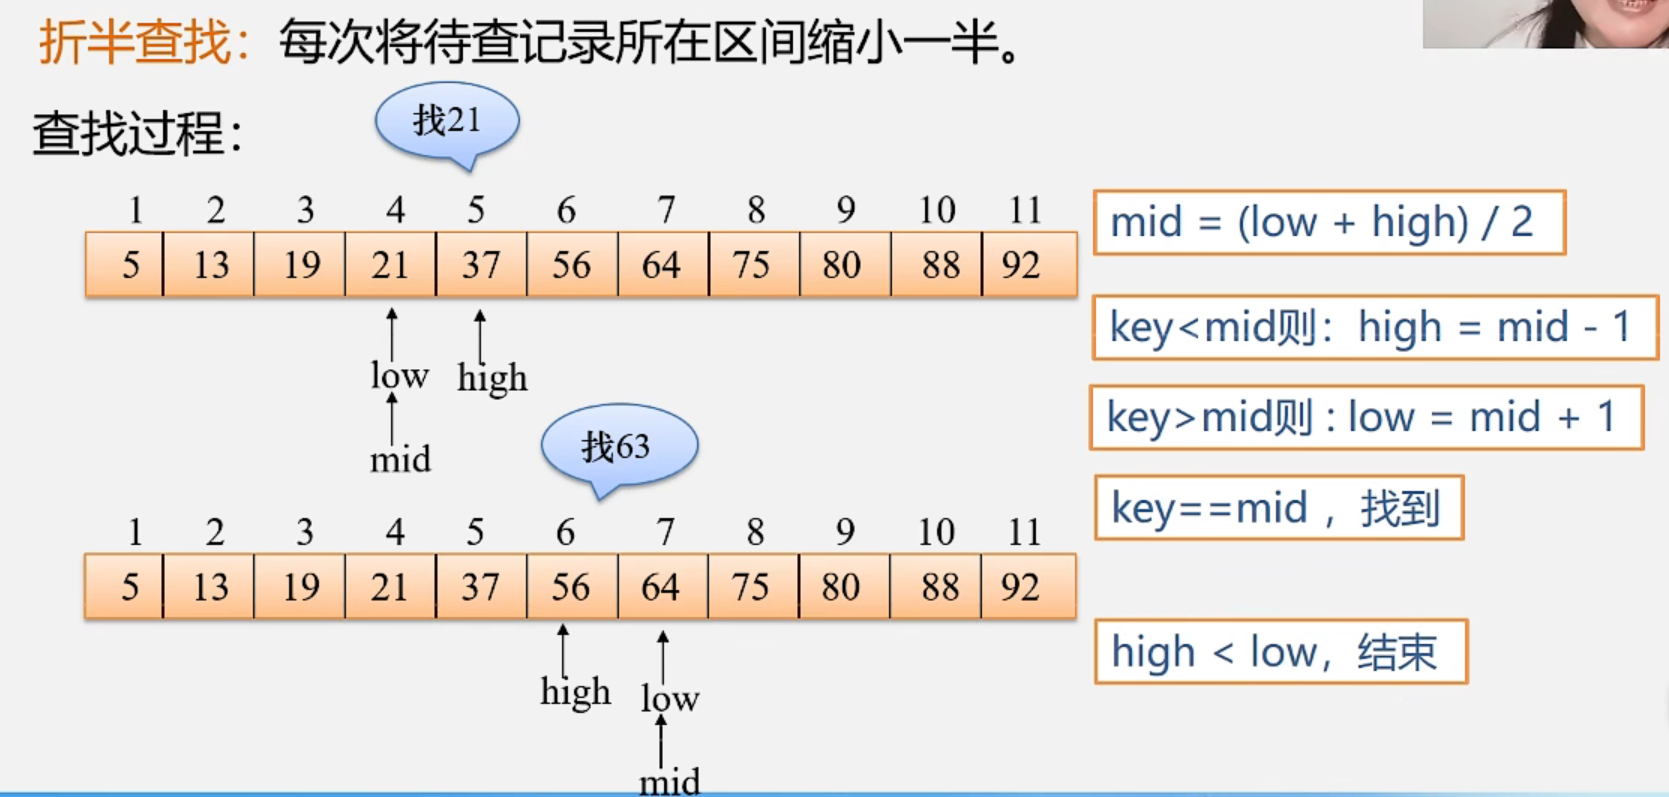 折半查找：每次将待查记录所在区间缩小一半。
查找过程：
找21
1 2 3 4 5 6 7 8 9 10 11
5 13 19 21 37 56 64 75 80 88 92
low high
mid
找63
1 2 3 4 5 6 7 8 9 10 11
5 13 19 21 37 56 64 75 80 88 92
high low
mid
mid = (low + high) / 2
key<mid则：high = mid - 1
key>mid则 : low = mid + 1
key==mid ，找到
high < low，结束